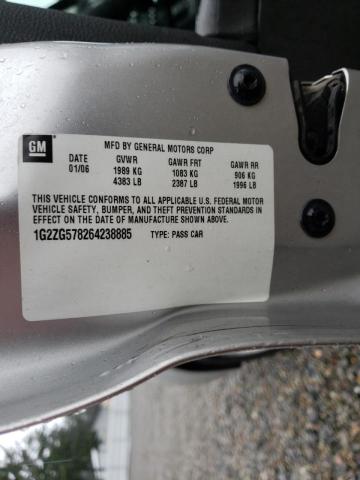 GM
MFD BY GENERAL MOTORS CORP
DATE GVWR GAWR FRT GAWR RR
01/06 1989 KG 1083 KG 906 KG
4383 LB 2387 LB 1996 LB
THIS VEHICLE CONFORMS TO ALL APPLICABLE U.S. FEDERAL MOTOR
VEHICLE SAFETY, BUMPER, AND THEFT PREVENTION STANDARDS IN
EFFECT ON THE DATE OF MANUFACTURE SHOWN ABOVE.
1G2ZG578264238885 TYPE: PASS CAR